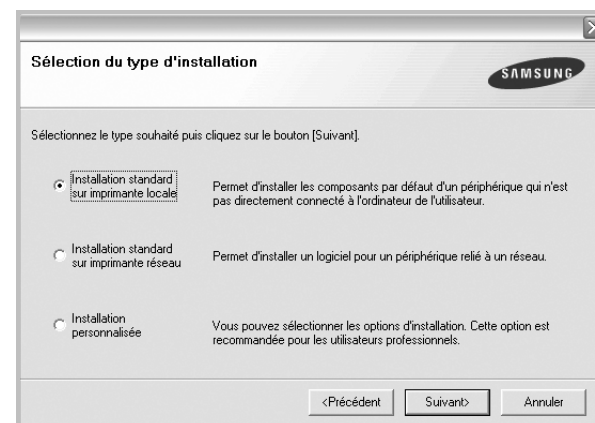 Sélection du type d'installation
SAMSUNG
Sélectionnez le type souhaité puis cliquez sur le bouton [Suivant].
Installation standard
sur imprimante locale
Permet d'installer les composants par défaut d'un périphérique qui n'est
pas directement connecté à l'ordinateur de l'utilisateur.
Installation standard
sur imprimante réseau
Permet d'installer un logiciel pour un périphérique relié à un réseau.
Installation
personnalisée
Vous pouvez sélectionner les options d'installation. Cette option est
recommandée pour les utilisateurs professionnels.
<Précédent
Suivant>
Annuler